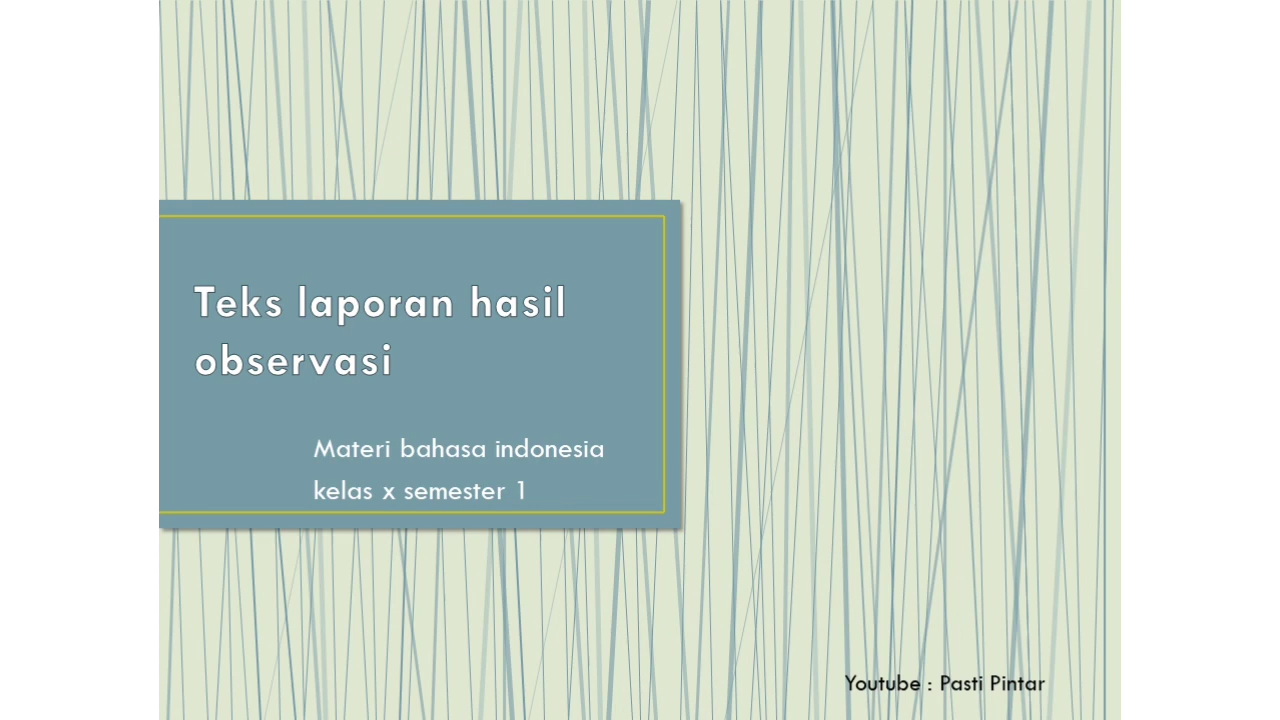 Teks laporan hasil
observasi
Materi bahasa indonesia
kelas x semester 1
Youtube : Pasti Pintar